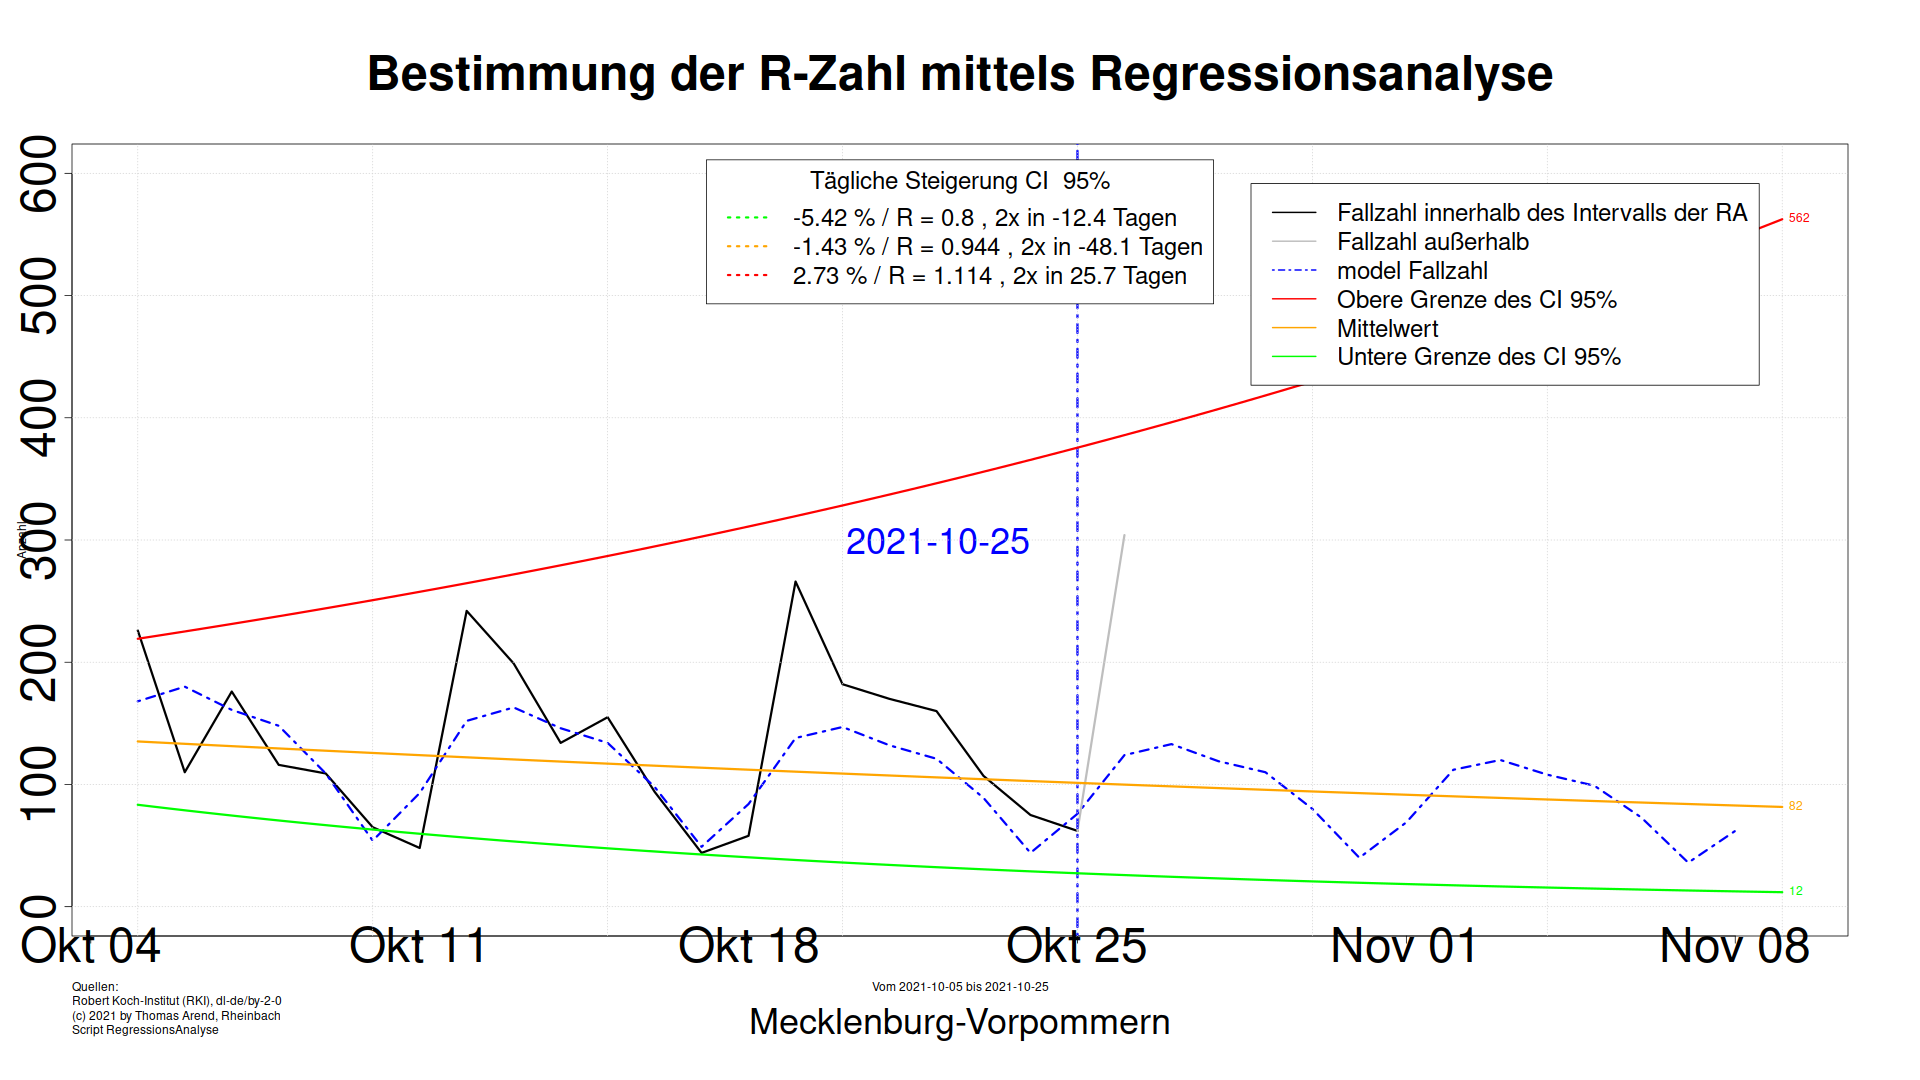 Bestimmung der R-Zahl mittels Regressionsanalyse
Tägliche Steigerung CI 95%
-5.42 % / R = 0.8 , 2x in -12.4 Tagen
-1.43 % / R = 0.944 , 2x in -48.1 Tagen
2.73 % / R = 1.114 , 2x in 25.7 Tagen
Fallzahl innerhalb des Intervalls der RA
Fallzahl außerhalb
model Fallzahl
Obere Grenze des CI 95%
Mittelwert
Untere Grenze des CI 95%
600
500
400
300
200
100
0
Anzahl
562
2021-10-25
82
12
Okt 04
Okt 11
Okt 18
Okt 25
Nov 01
Nov 08
Quellen:
Robert Koch-Institut (RKI), dl-de/by-2-0
(c) 2021 by Thomas Arend, Rheinbach
Script RegressionsAnalyse
Vom 2021-10-05 bis 2021-10-25
Mecklenburg-Vorpommern